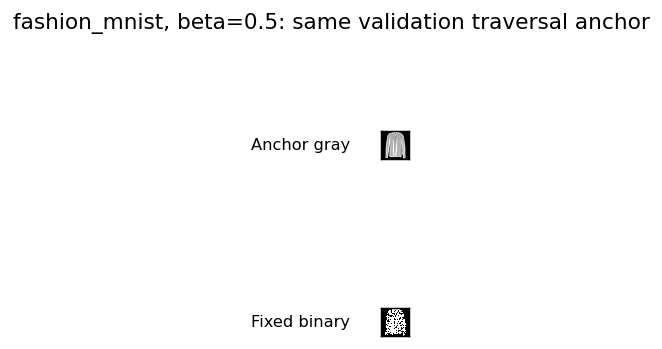 fashion_mnist, beta=0.5: same validation traversal anchor
Anchor gray
Fixed binary